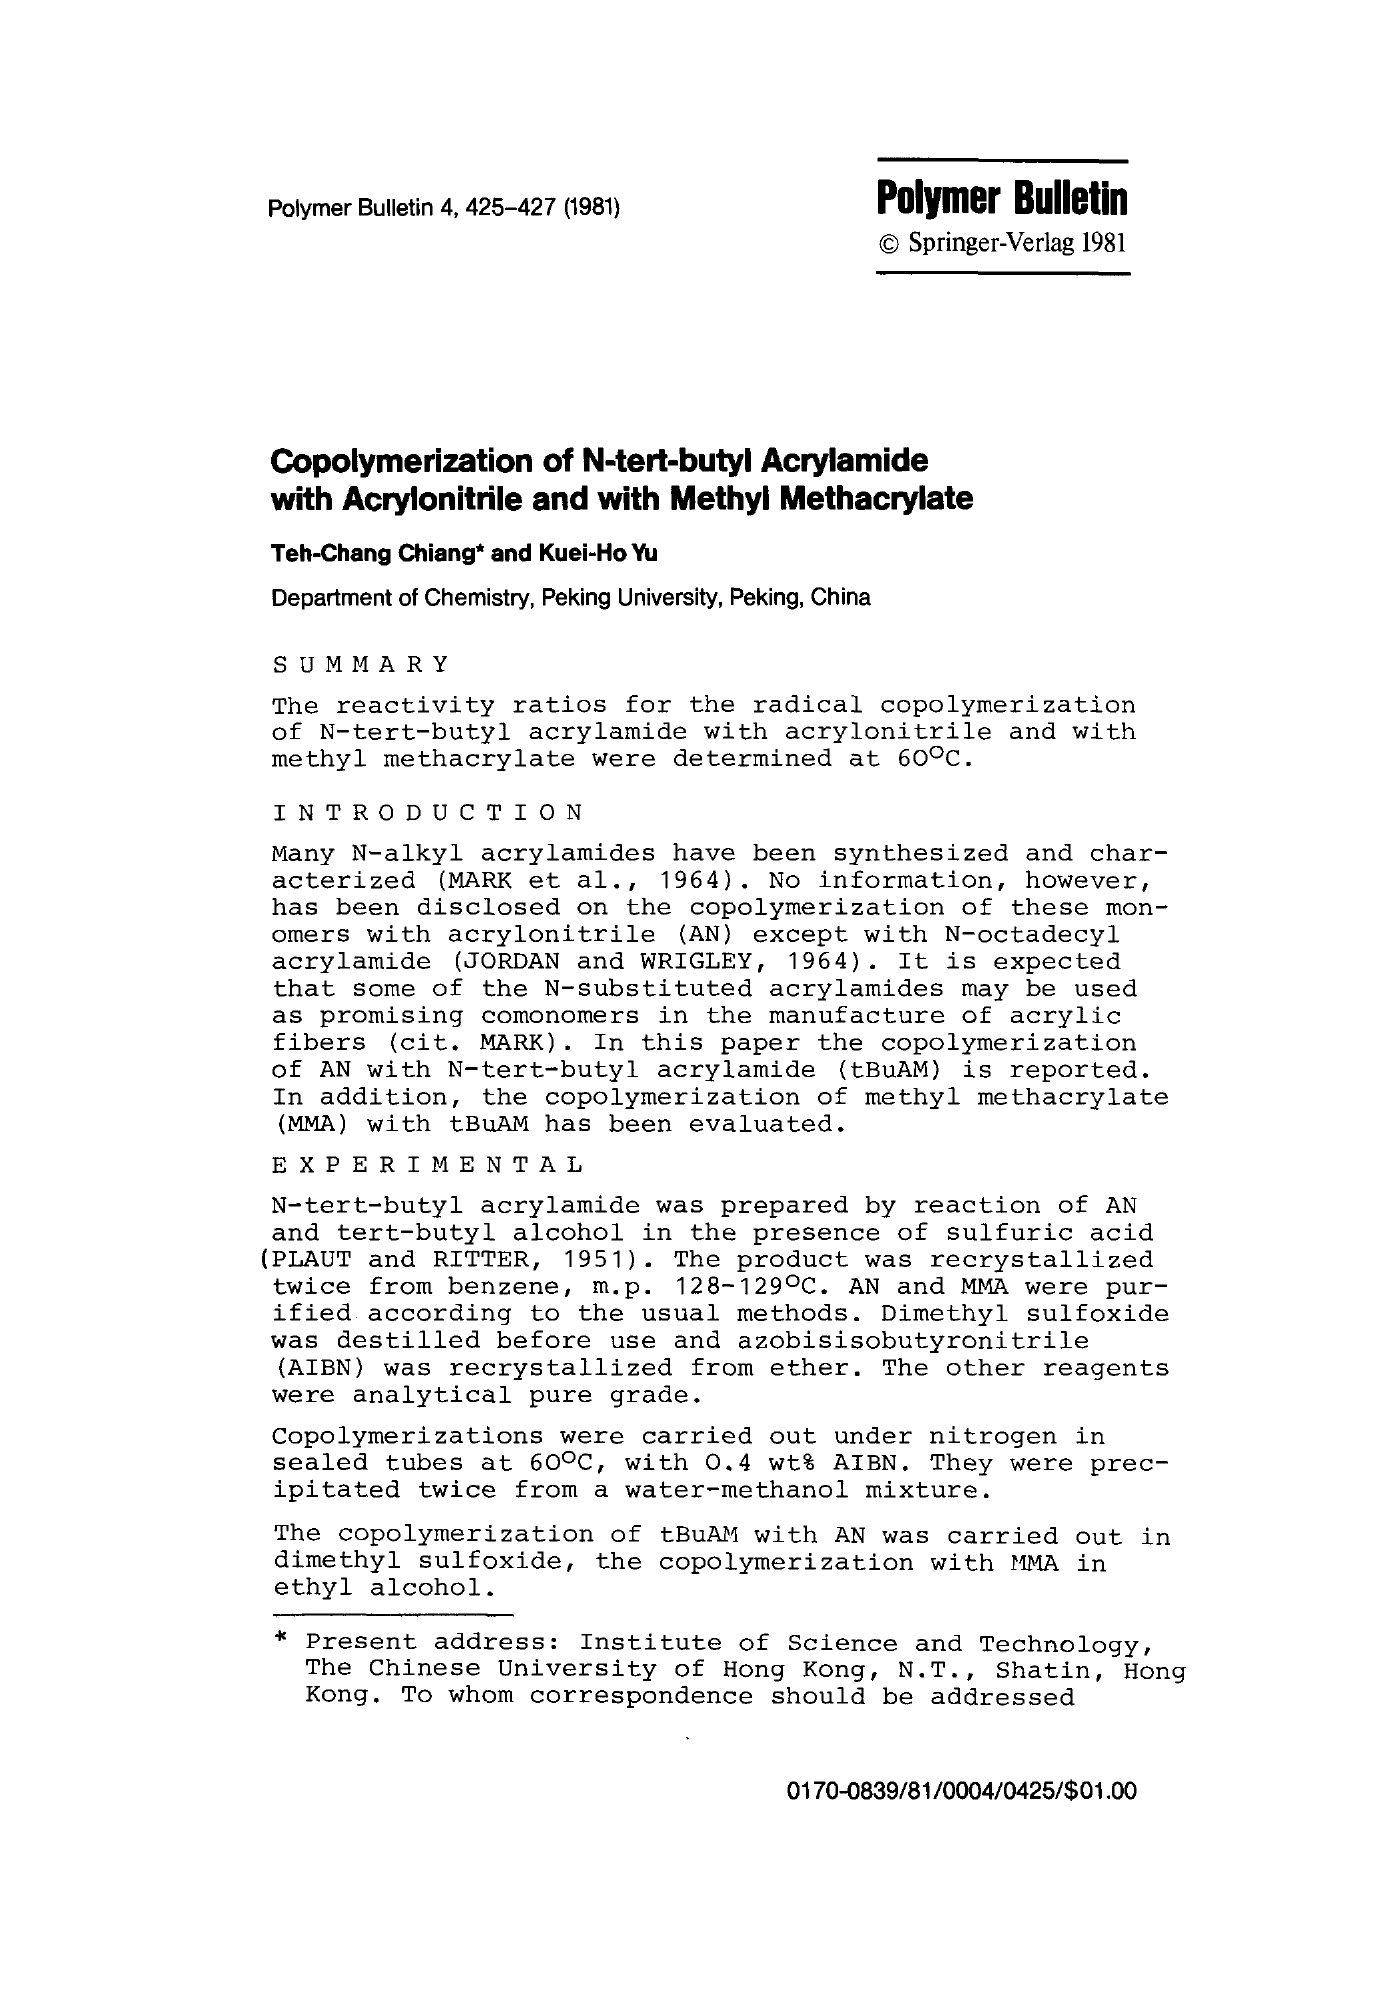 Polymer Bulletin 4, 425–427 (1981)
Polymer Bulletin
© Springer-Verlag 1981
Copolymerization of N-tert-butyl Acrylamide
with Acrylonitrile and with Methyl Methacrylate
Teh-Chang Chiang* and Kuei-Ho Yu
Department of Chemistry, Peking University, Peking, China
S U M M A R Y
The reactivity ratios for the radical copolymerization
of N-tert-butyl acrylamide with acrylonitrile and with
methyl methacrylate were determined at 60°C.
I N T R O D U C T I O N
Many N-alkyl acrylamides have been synthesized and char-
acterized (MARK et al., 1964). No information, however,
has been disclosed on the copolymerization of these mon-
omers with acrylonitrile (AN) except with N-octadecyl
acrylamide (JORDAN and WRIGLEY, 1964). It is expected
that some of the N-substituted acrylamides may be used
as promising comonomers in the manufacture of acrylic
fibers (cit. MARK). In this paper the copolymerization
of AN with N-tert-butyl acrylamide (tBuAM) is reported.
In addition, the copolymerization of methyl methacrylate
(MMA) with tBuAM has been evaluated.
E X P E R I M E N T A L
N-tert-butyl acrylamide was prepared by reaction of AN
and tert-butyl alcohol in the presence of sulfuric acid
(PLAUT and RITTER, 1951). The product was recrystallized
twice from benzene, m.p. 128-129°C. AN and MMA were pur-
ified according to the usual methods. Dimethyl sulfoxide
was destilled before use and azobisisobutyronitrile
(AIBN) was recrystallized from ether. The other reagents
were analytical pure grade.
Copolymerizations were carried out under nitrogen in
sealed tubes at 60°C, with 0.4 wt% AIBN. They were prec-
ipitated twice from a water-methanol mixture.
The copolymerization of tBuAM with AN was carried out in
dimethyl sulfoxide, the copolymerization with MMA in
ethyl alcohol.
* Present address: Institute of Science and Technology,
The Chinese University of Hong Kong, N.T., Shatin, Hong
Kong. To whom correspondence should be addressed
0170-0839/81/0004/0425/$01.00